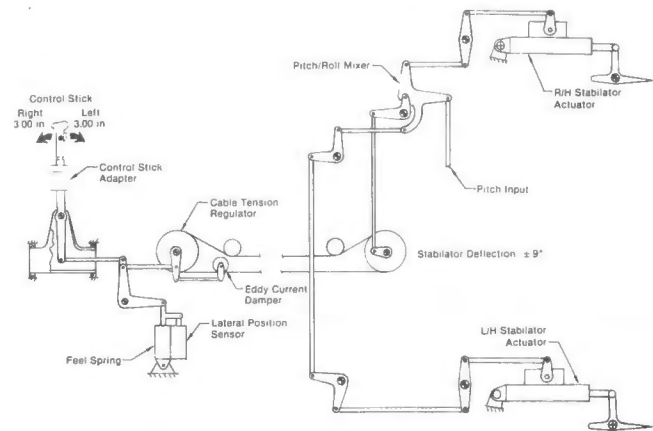 Pitch/Roll Mixer
R/H Stabilator
Actuator
Control Stick
Right Left
3.00 in 3.00 in
Control Stick
Adapter
Pitch Input
Cable Tension
Regulator
Stabilator Deflection ± 9°
Eddy Current
Damper
Lateral Position
Sensor
Feel Spring
L/H Stabilator
Actuator